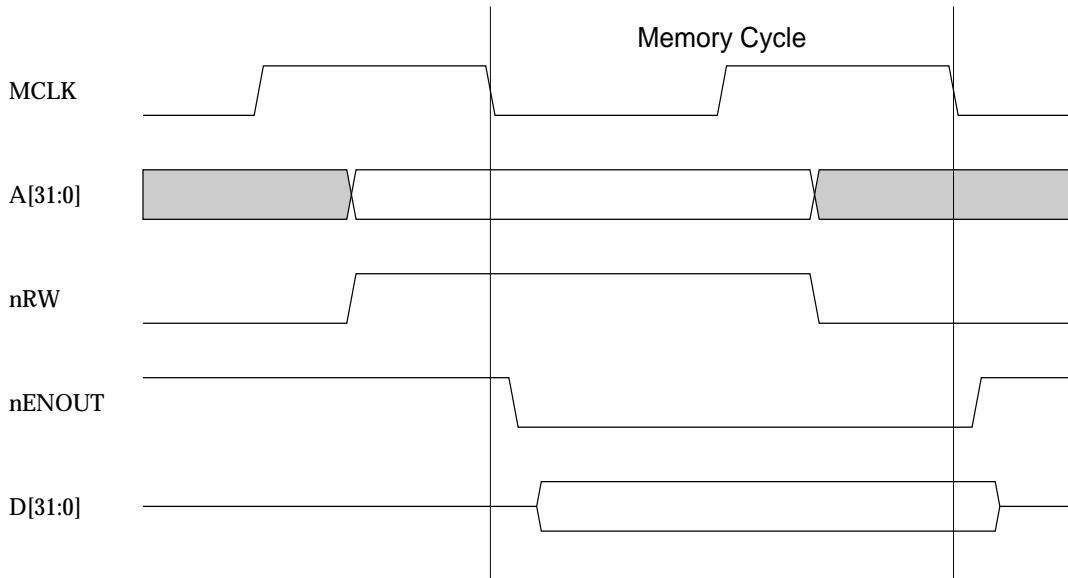 Memory Cycle
MCLK
A[31:0]
nRW
nENOUT
D[31:0]